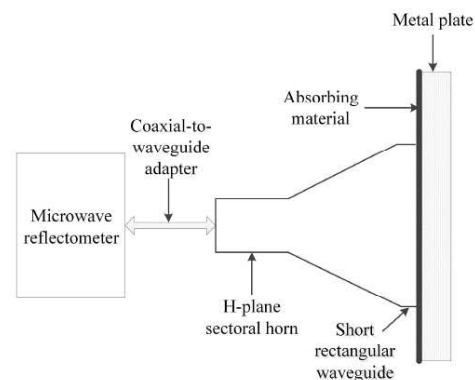 Metal plate
Absorbing
material
Coaxial-to-
waveguide
adapter
Microwave
reflectometer
H-plane
sectoral horn
Short
rectangular
waveguide